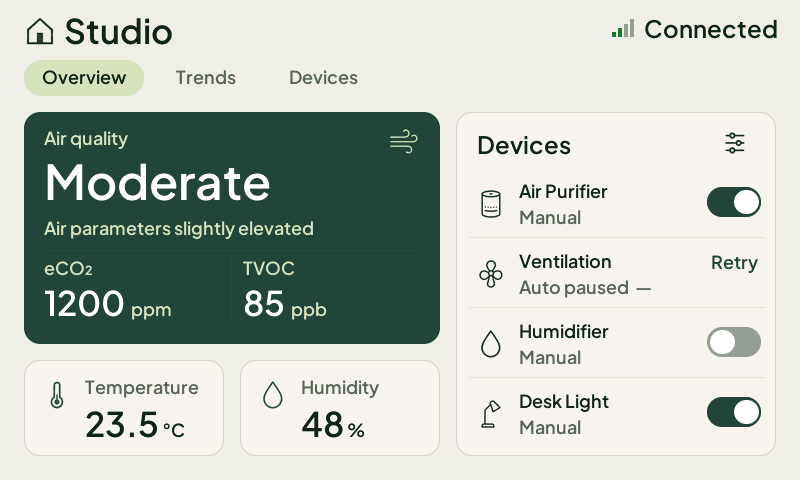 Studio
Connected
Overview
Trends
Devices
Air quality
Moderate
Air parameters slightly elevated
eCO₂
TVOC
1200 ppm
85 ppb
Temperature
23.5 °C
Humidity
48 %
Devices
Air Purifier
Manual
Ventilation
Retry
Auto paused —
Humidifier
Manual
Desk Light
Manual